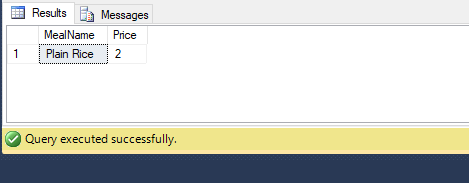 Results Messages
MealName Price
1 Plain Rice 2
Query executed successfully.